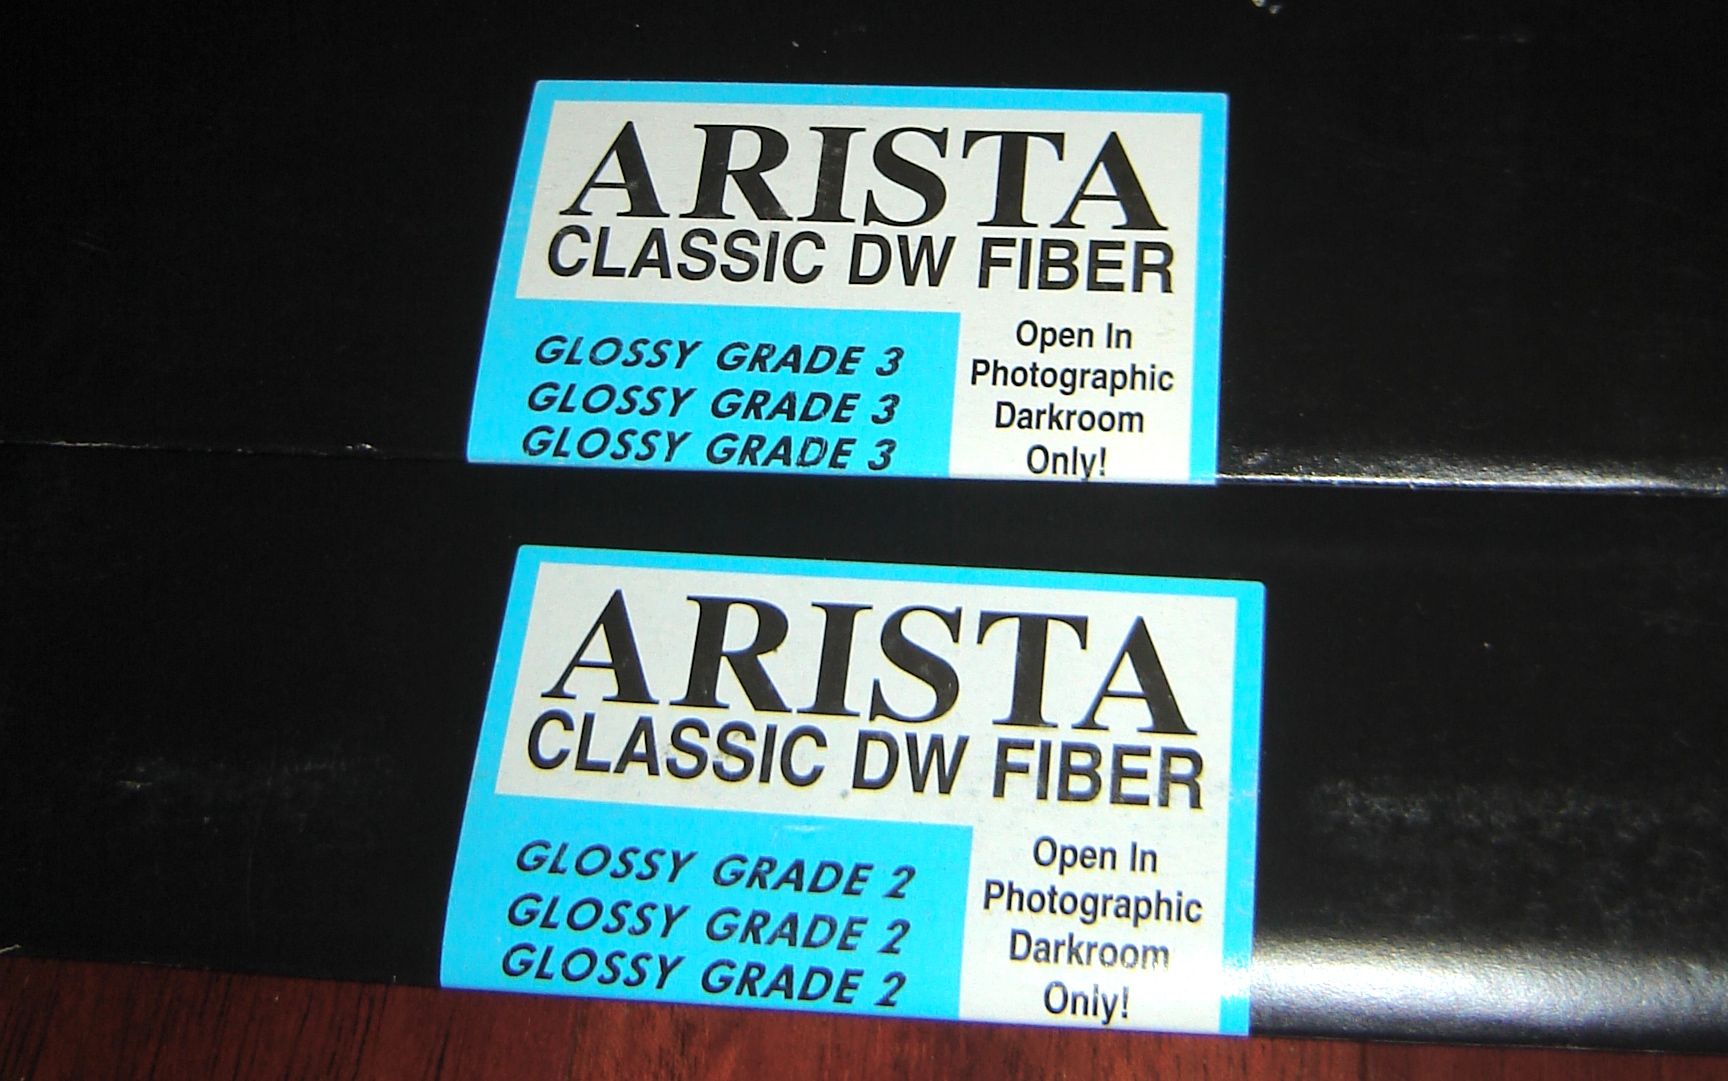 ARISTA
CLASSIC DW FIBER
GLOSSY GRADE 3
GLOSSY GRADE 3
GLOSSY GRADE 3
Open In
Photographic
Darkroom
Only!
ARISTA
CLASSIC DW FIBER
GLOSSY GRADE 2
GLOSSY GRADE 2
GLOSSY GRADE 2
Open In
Photographic
Darkroom
Only!